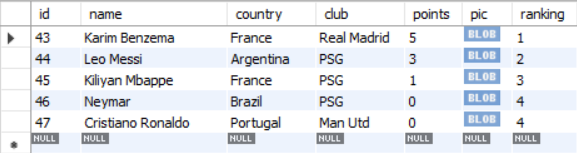 id name country club points pic ranking
43 Karim Benzema France Real Madrid 5 BLOB 1
44 Leo Messi Argentina PSG 3 BLOB 2
45 Kiliyan Mbappe France PSG 1 BLOB 3
46 Neymar Brazil PSG 0 BLOB 4
47 Cristiano Ronaldo Portugal Man Utd 0 BLOB 4
NULL NULL NULL NULL NULL NULL NULL